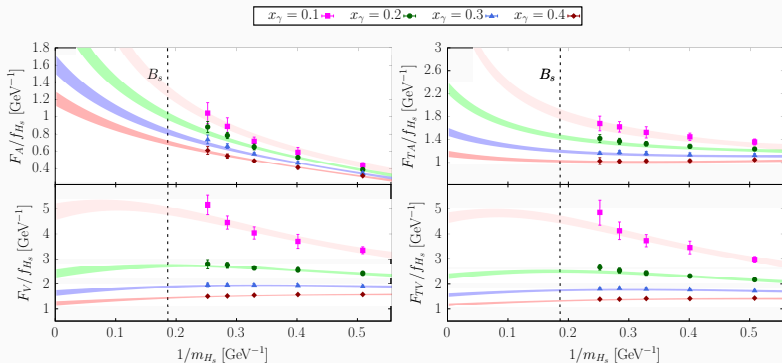 x_γ = 0.1 x_γ = 0.2 x_γ = 0.3 x_γ = 0.4
F_A/f_{H_s} [GeV⁻¹]
1.8
1.6
1.4
1.2
1
0.8
0.6
0.4
B_s
F_{TA}/f_{H_s} [GeV⁻¹]
3
2.6
2.2
1.8
1.4
1
B_s
F_V/f_{H_s} [GeV⁻¹]
5
4
3
2
1
0 0.1 0.2 0.3 0.4 0.5
1/m_{H_s} [GeV⁻¹]
F_{TV}/f_{H_s} [GeV⁻¹]
5
4
3
2
1
0 0.1 0.2 0.3 0.4 0.5
1/m_{H_s} [GeV⁻¹]